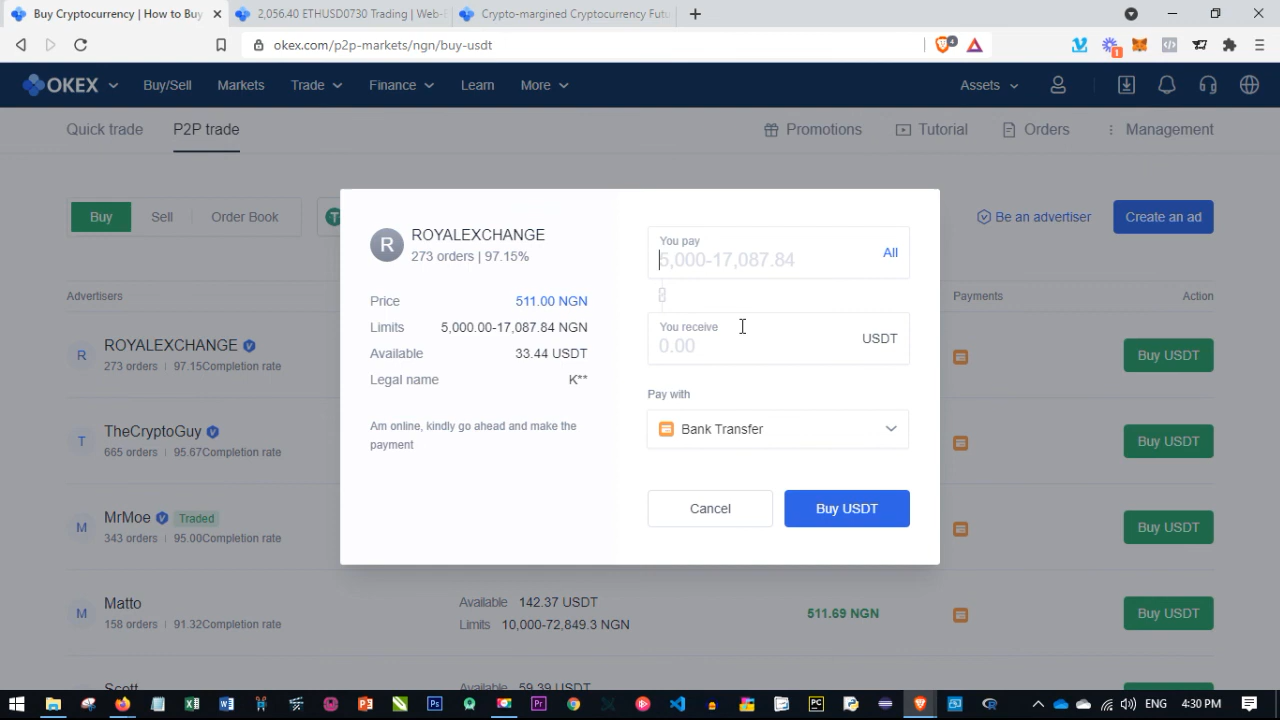 Buy Cryptocurrency | How to Buy
2,056.40 ETHUSD0730 Trading | Web-
Crypto-margined Cryptocurrency Futu
okex.com/p2p-markets/ngn/buy-usdt
4
1
OKEX
Buy/Sell
Markets
Trade
Finance
Learn
More
Assets
Quick trade
P2P trade
Promotions
Tutorial
Orders
Management
Buy
Sell
Order Book
T
Be an advertiser
Create an ad
Advertisers
Payments
Action
R
ROYALEXCHANGE
273 orders | 97.15Completion rate
Buy USDT
T
TheCryptoGuy
665 orders | 95.67Completion rate
Buy USDT
M
MrMoe
Traded
343 orders | 95.00Completion rate
Buy USDT
M
Matto
158 orders | 91.32Completion rate
Available 142.37 USDT
Limits 10,000-72,849.3 NGN
511.69 NGN
Buy USDT
Scott
Available 59.39 USDT
R
ROYALEXCHANGE
273 orders | 97.15%
Price 511.00 NGN
Limits 5,000.00-17,087.84 NGN
Available 33.44 USDT
Legal name K**
Am online, kindly go ahead and make the
payment
You pay
5,000-17,087.84
All
You receive
0.00
USDT
Pay with
Bank Transfer
Cancel
Buy USDT
ENG
4:30 PM